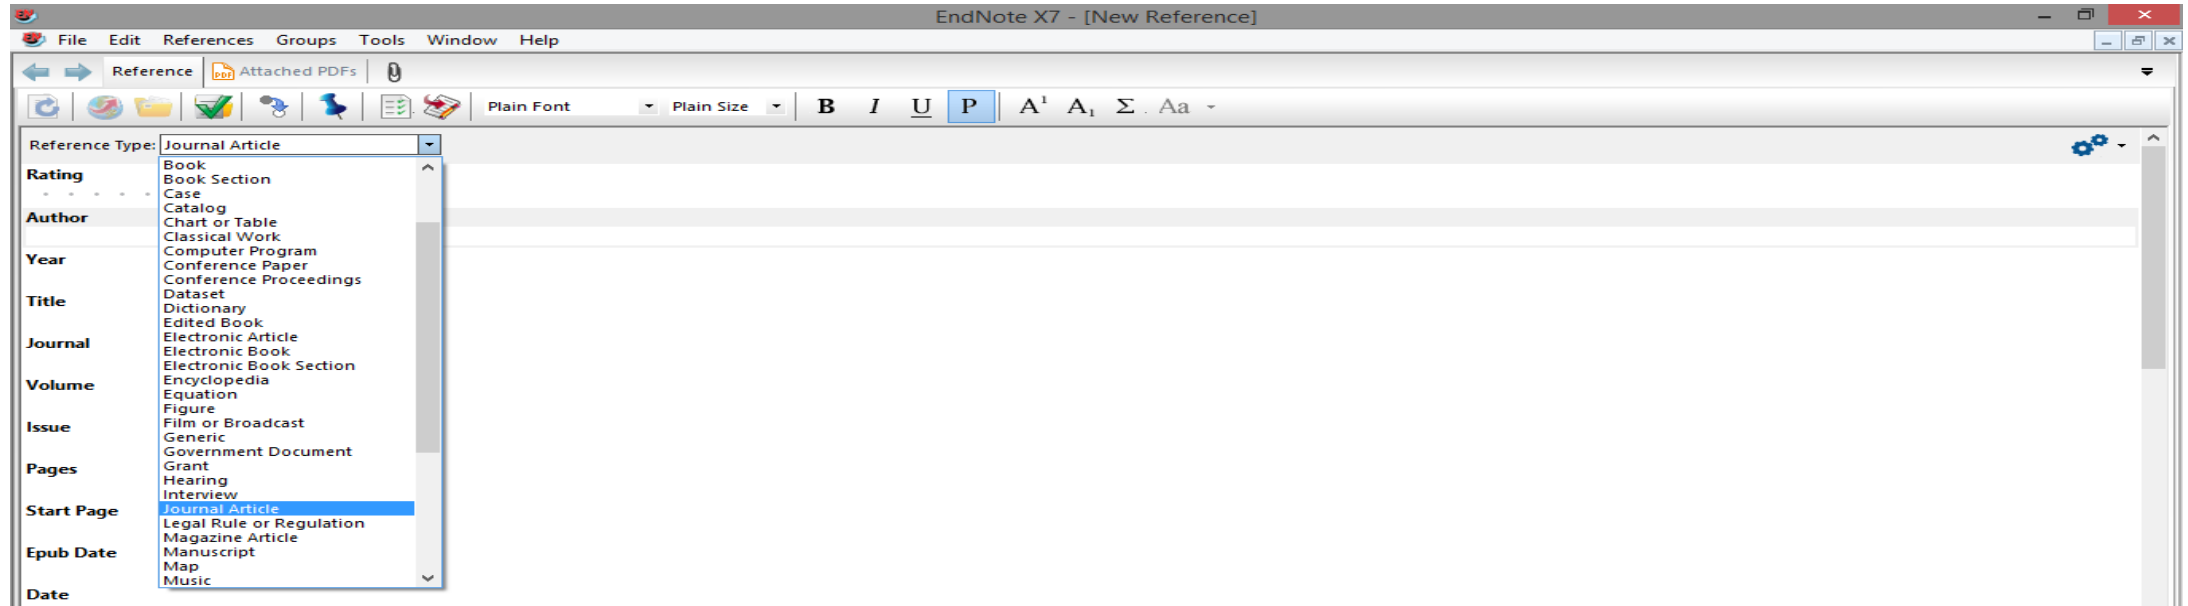 EndNote X7 - [New Reference]
File Edit References Groups Tools Window Help
Reference PDF Attached PDFs
Plain Font Plain Size B I U P A¹ A₁ Σ Aa
Reference Type: Journal Article
Rating
Author
Year
Title
Journal
Volume
Issue
Pages
Start Page
Epub Date
Date
Book
Book Section
Case
Catalog
Chart or Table
Classical Work
Computer Program
Conference Paper
Conference Proceedings
Dataset
Dictionary
Edited Book
Electronic Article
Electronic Book
Electronic Book Section
Encyclopedia
Equation
Figure
Film or Broadcast
Generic
Government Document
Grant
Hearing
Interview
Journal Article
Legal Rule or Regulation
Magazine Article
Manuscript
Map
Music